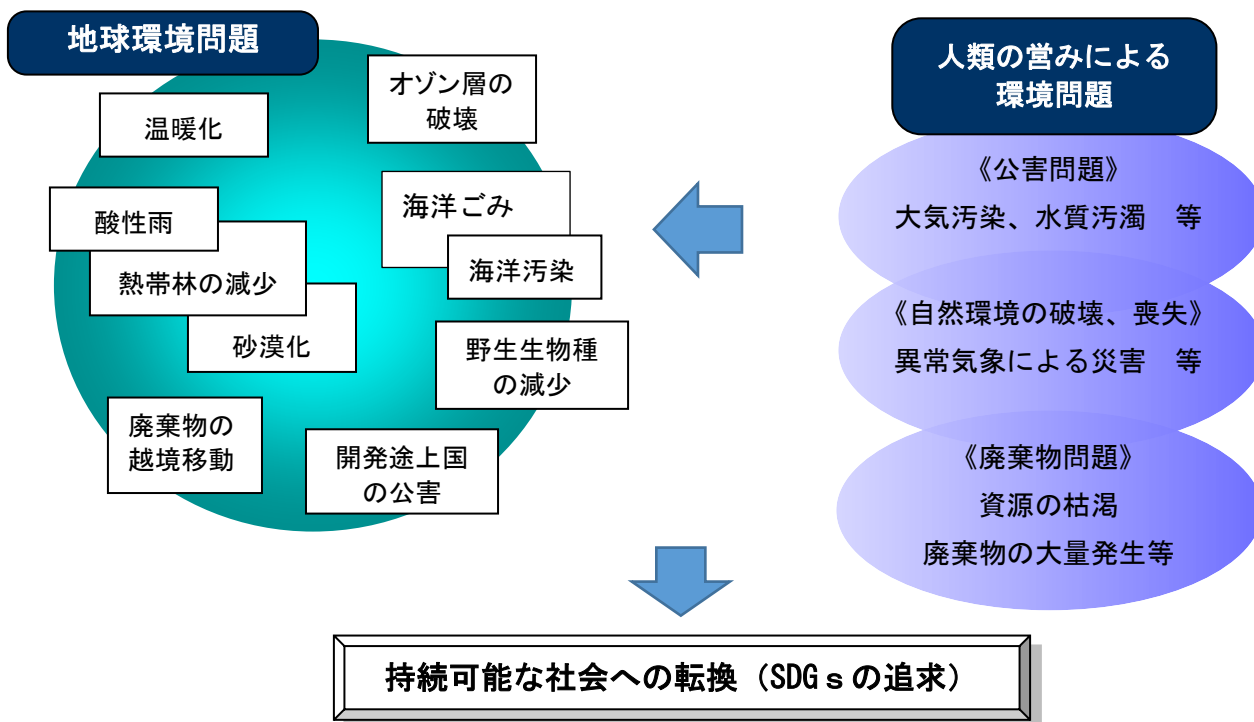 地球環境問題
温暖化
オゾン層の
破壊
酸性雨
海洋ごみ
熱帯林の減少
海洋汚染
砂漠化
野生生物種
の減少
廃棄物の
越境移動
開発途上国
の公害
人類の営みによる
環境問題
《公害問題》
大気汚染、水質汚濁　等
《自然環境の破壊、喪失》
異常気象による災害　等
《廃棄物問題》
資源の枯渇
廃棄物の大量発生等
持続可能な社会への転換（SDGｓの追求）